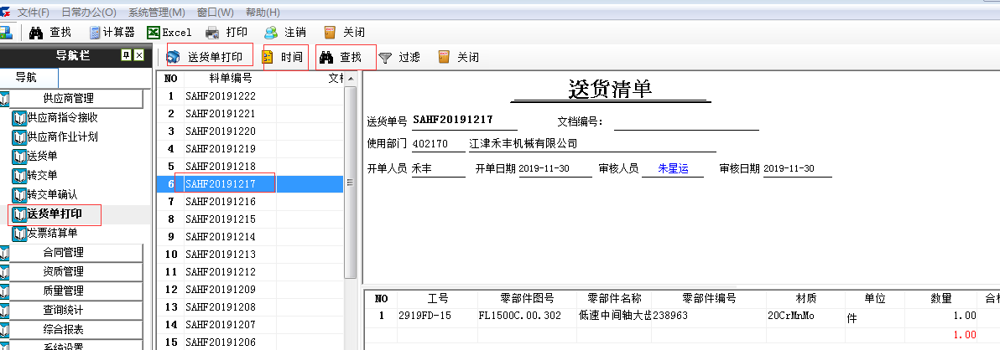 文件(F) 日常办公(O) 系统管理(M) 窗口(W) 帮助(H)
查找 计算器 Excel 打印 注销 关闭
导航栏
送货单打印 时间 查找 过滤 关闭
导航
供应商管理
供应商指令接收
供应商作业计划
送货单
转交单
转交单确认
送货单打印
发票结算单
合同管理
资质管理
质量管理
查询统计
综合报表
系统设置
NO 料单编号 文档
1 SAHF20191222
2 SAHF20191221
3 SAHF20191220
4 SAHF20191219
5 SAHF20191218
6 SAHF20191217
7 SAHF20191216
8 SAHF20191215
9 SAHF20191214
10 SAHF20191213
11 SAHF20191212
12 SAHF20191209
13 SAHF20191208
14 SAHF20191207
15 SAHF20191206
送货清单
送货单号 SAHF20191217 文档编号:
使用部门 402170 江津禾丰机械有限公司
开单人员 禾丰 开单日期 2019-11-30 审核人员 朱星运 审核日期 2019-11-30
NO 工号 零部件图号 零部件名称 零部件编号 材质 单位 数量 合格
1 2919FD-15 FL1500C.00.302 低速中间轴大齿 238963 20CrMnMo 件 1.00
1.00